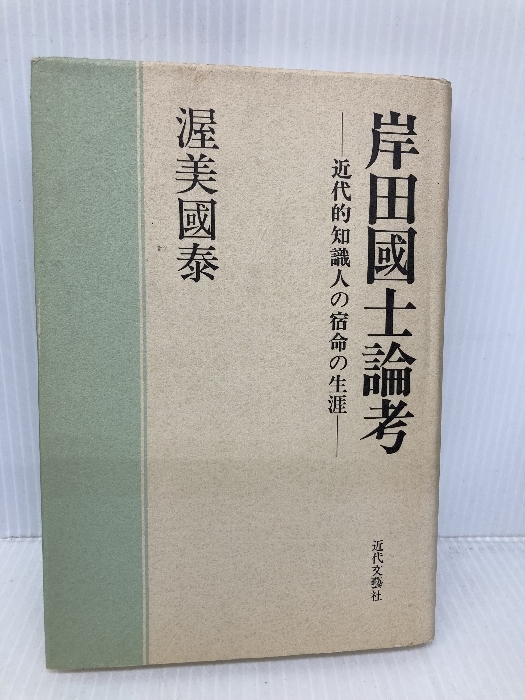 岸田國士論考
―近代的知識人の宿命の生涯―
渥美國泰
近代文藝社